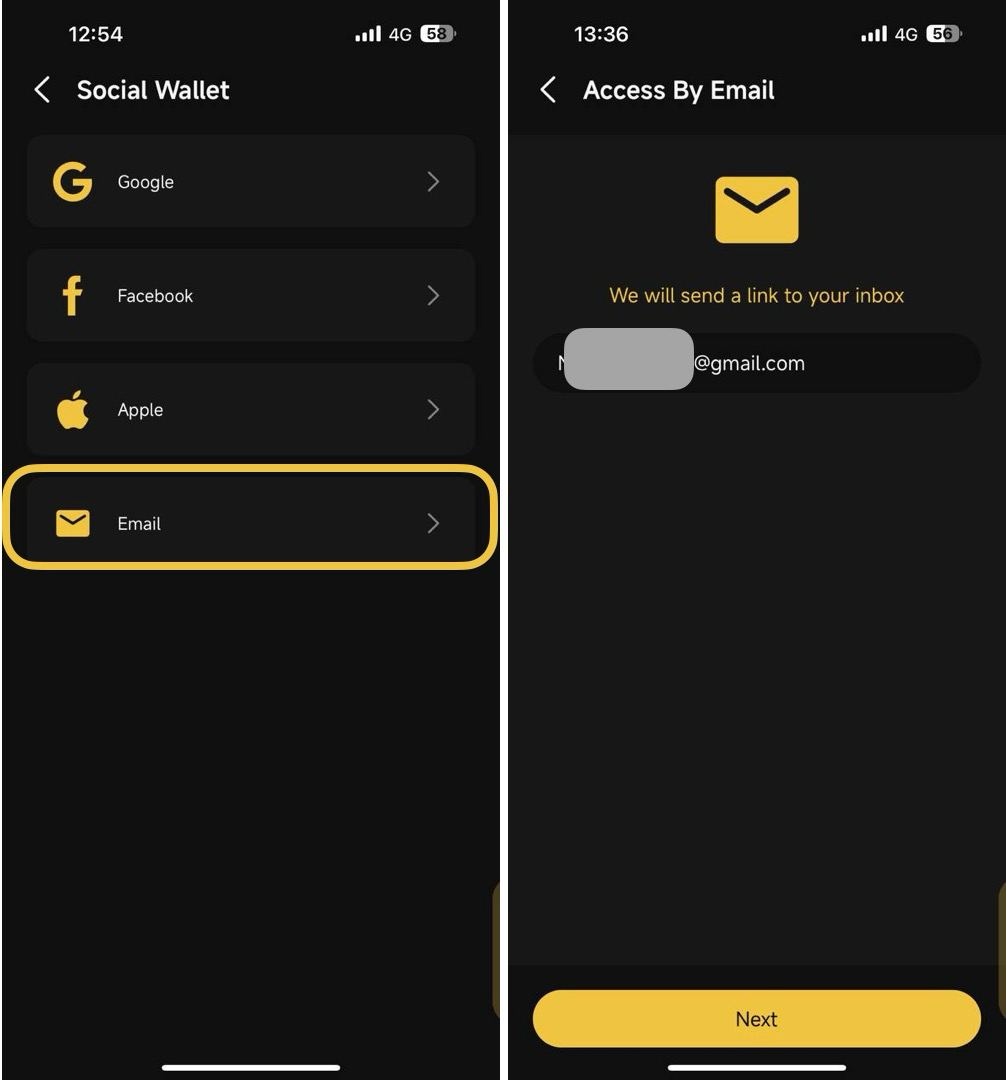 12:54
4G 58
Social Wallet
Google
Facebook
Apple
Email
13:36
4G 56
Access By Email
We will send a link to your inbox
@gmail.com
Next